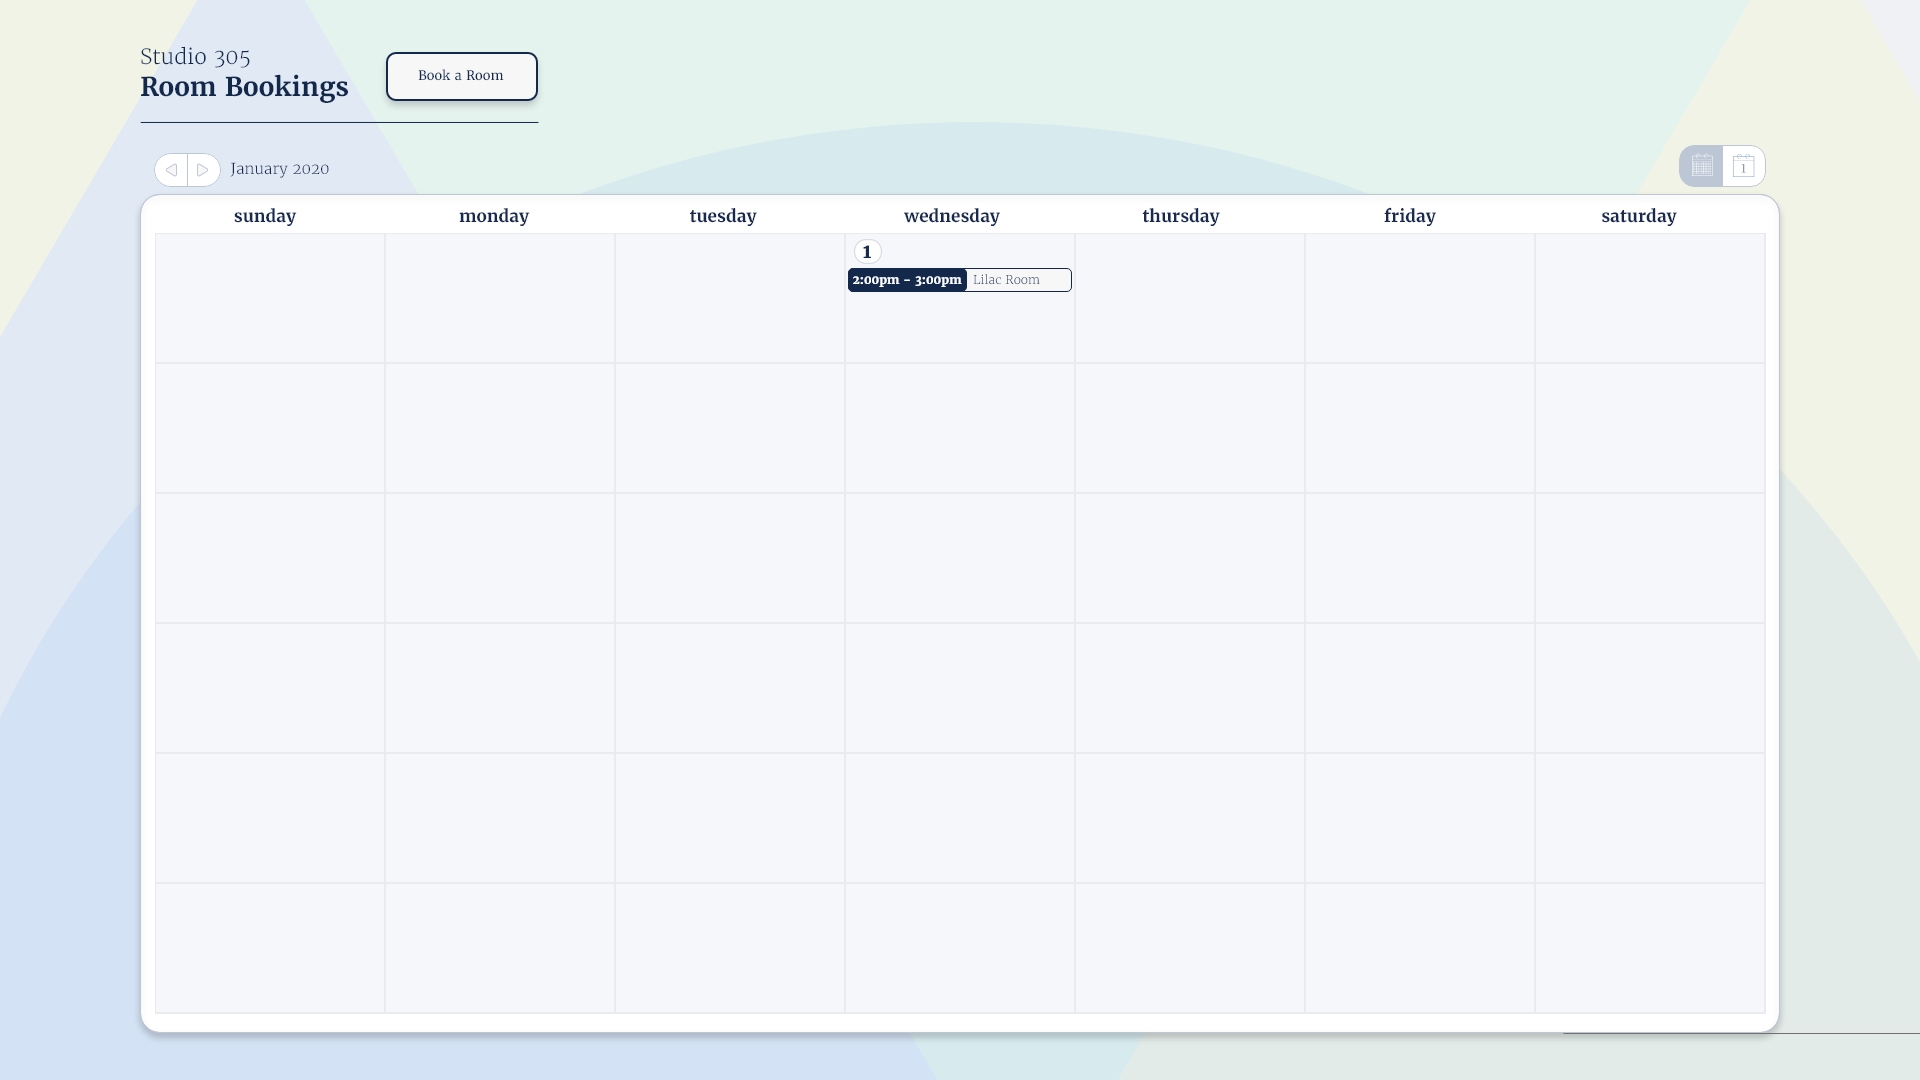 Studio 305
Room Bookings
Book a Room
January 2020
1
sunday monday tuesday wednesday thursday friday saturday
1
2:00pm - 3:00pm Lilac Room